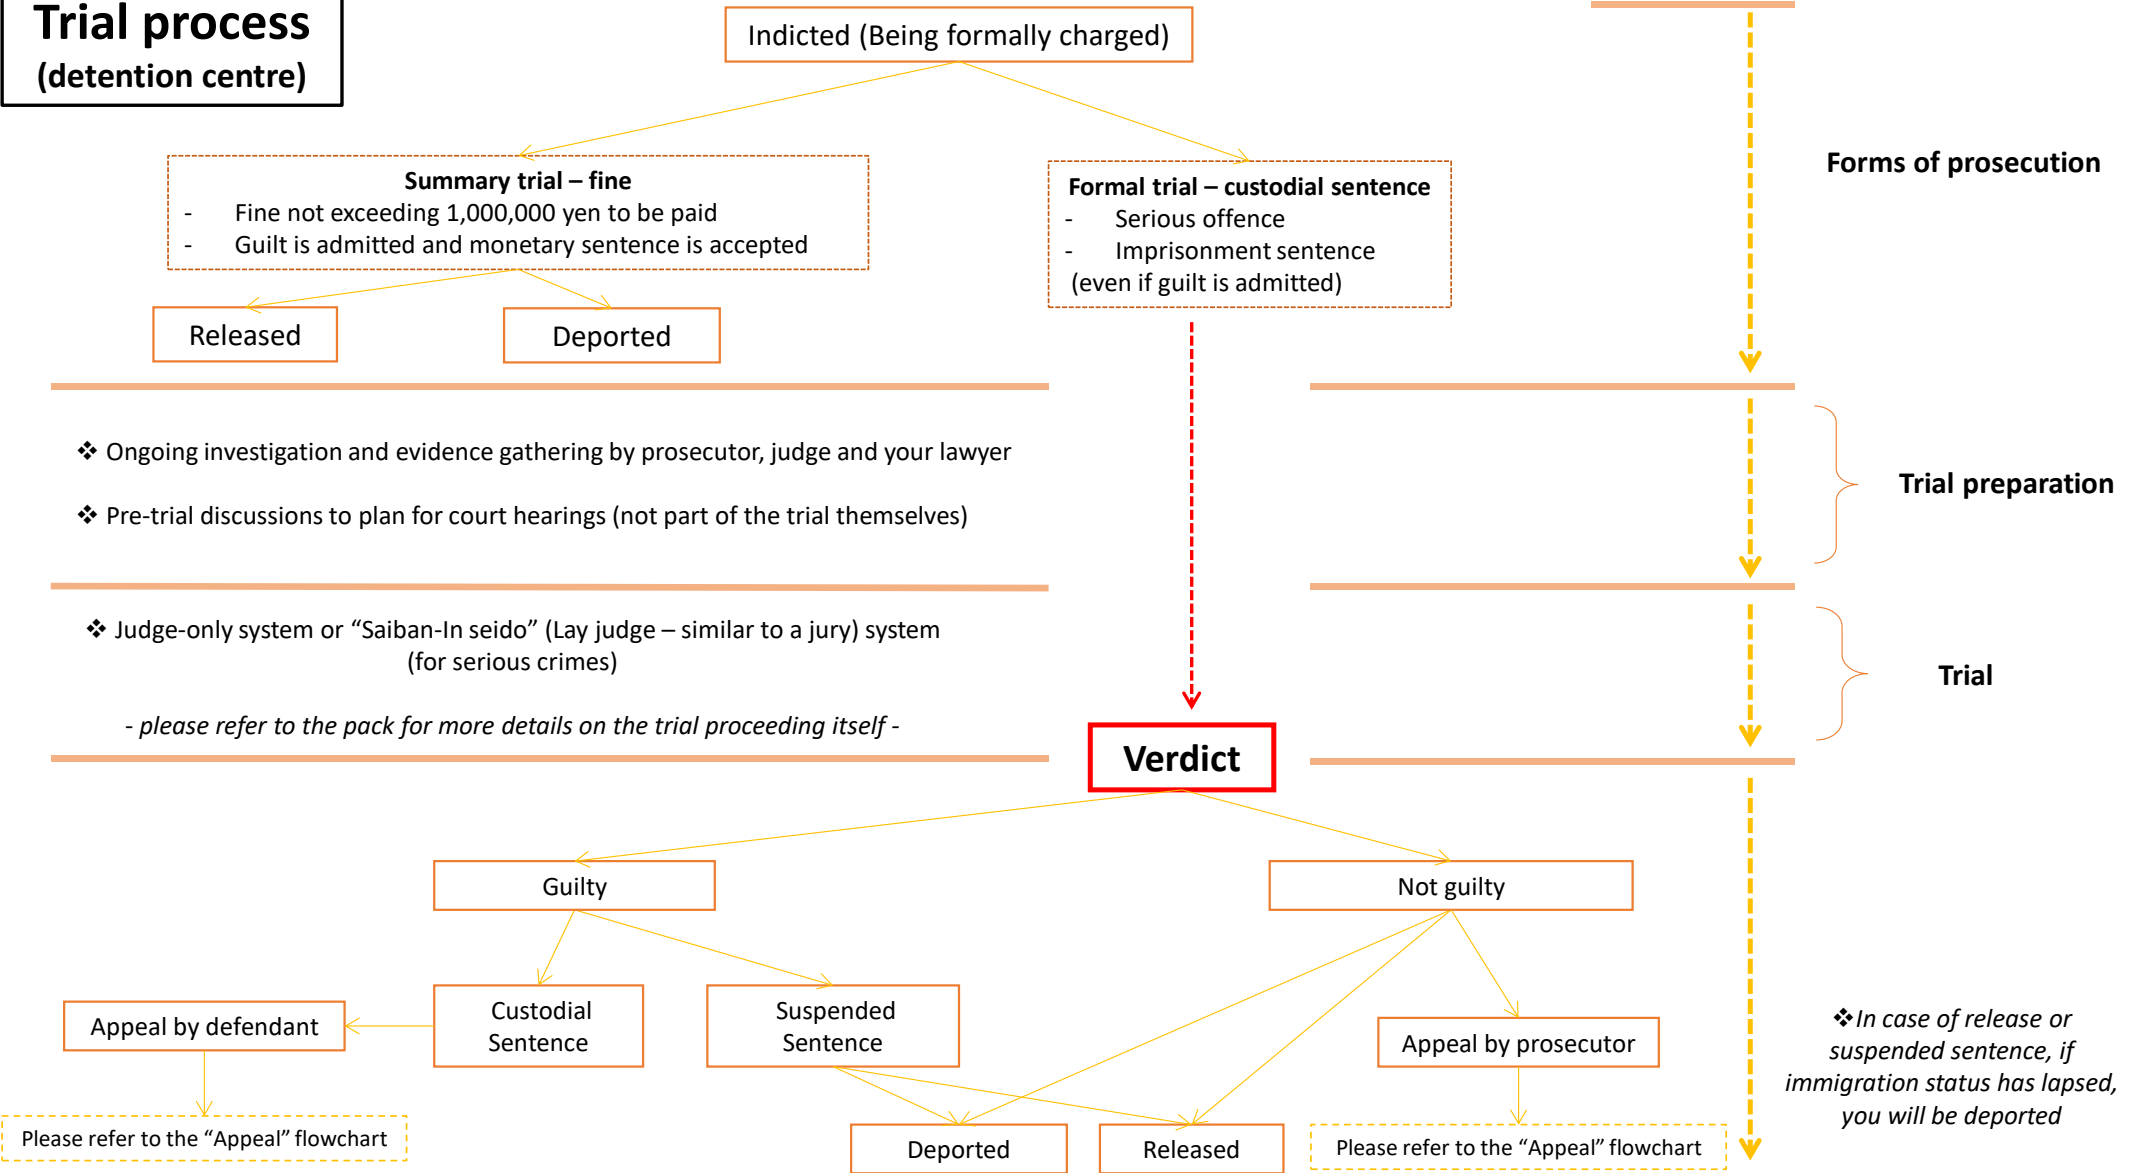 Trial process
(detention centre)
Indicted (Being formally charged)
Forms of prosecution
Summary trial – fine
- Fine not exceeding 1,000,000 yen to be paid
- Guilt is admitted and monetary sentence is accepted
Formal trial – custodial sentence
- Serious offence
- Imprisonment sentence
(even if guilt is admitted)
Released
Deported
❖ Ongoing investigation and evidence gathering by prosecutor, judge and your lawyer
❖ Pre-trial discussions to plan for court hearings (not part of the trial themselves)
Trial preparation
❖ Judge-only system or “Saiban-In seido” (Lay judge – similar to a jury) system
(for serious crimes)
- please refer to the pack for more details on the trial proceeding itself -
Trial
Verdict
Guilty
Not guilty
Appeal by defendant
Custodial
Sentence
Suspended
Sentence
Appeal by prosecutor
❖In case of release or
suspended sentence, if
immigration status has lapsed,
you will be deported
Please refer to the “Appeal” flowchart
Deported
Released
Please refer to the “Appeal” flowchart